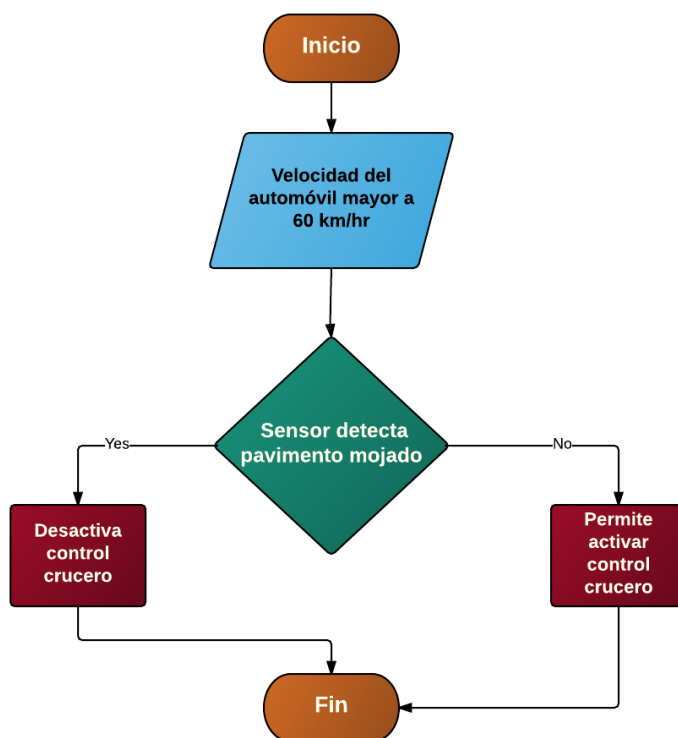 Inicio
Velocidad del
automóvil mayor a
60 km/hr
Sensor detecta
pavimento mojado
Yes
No
Desactiva
control
crucero
Permite
activar
control
crucero
Fin